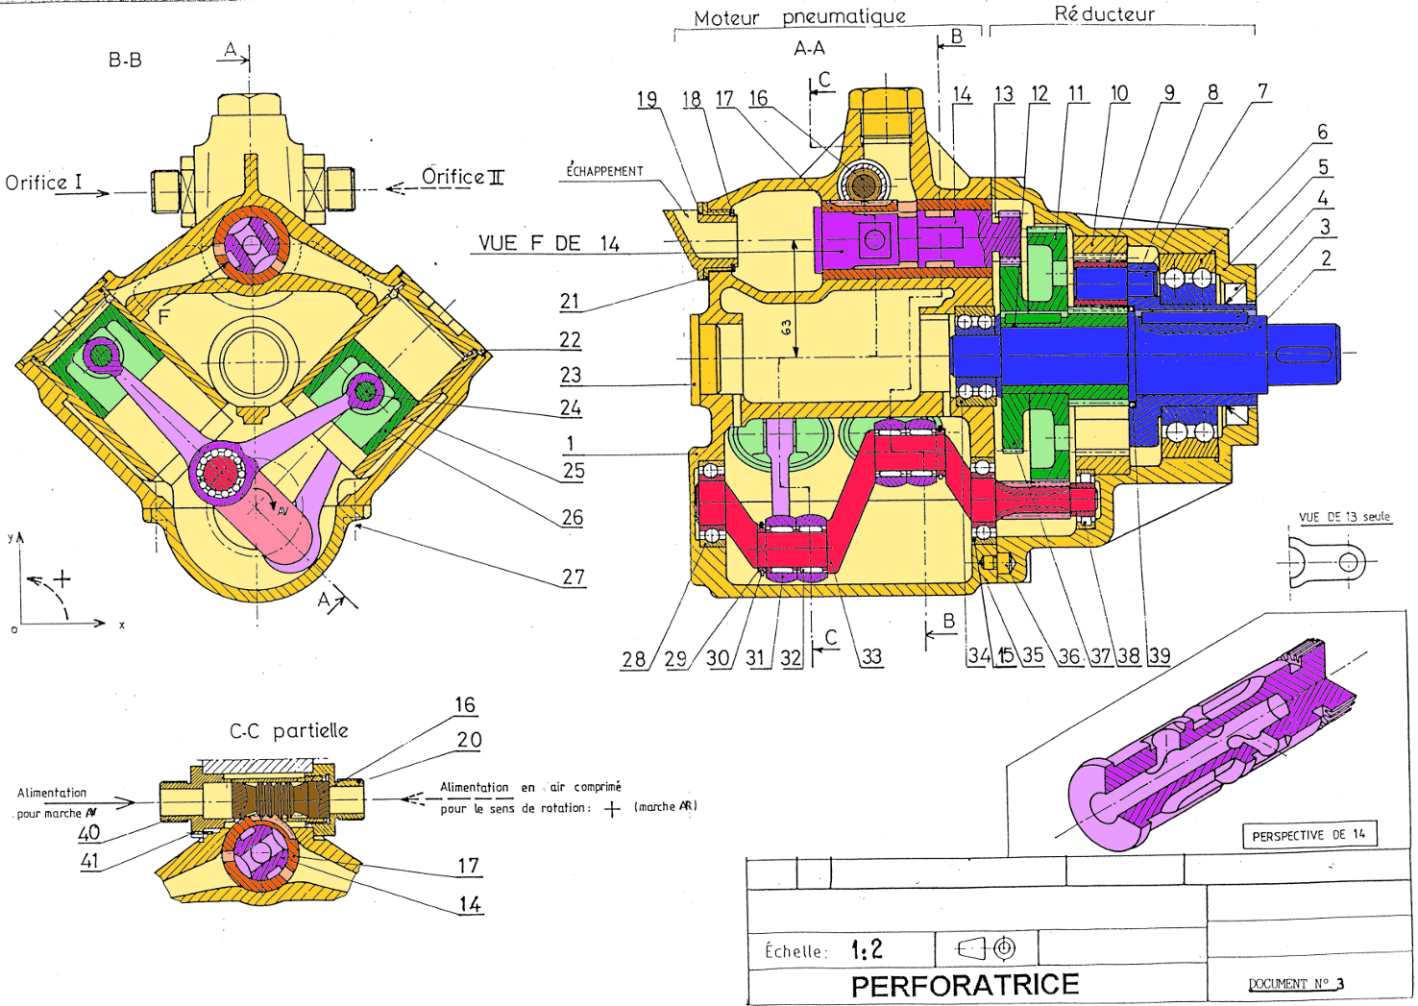 Moteur pneumatique
Réducteur
B-B
A
A-A
B
C
19
18
17
16
14
13
12
11
10
9
8
7
6
5
4
3
2
ÉCHAPPEMENT
Orifice I
Orifice II
VUE F DE 14
63
F
21
22
23
24
1
25
26
27
AV
A
y
+
o
x
28
29
30
31
32
C
33
B
34
15
35
36
37
38
39
VUE DE 13 seule
C-C partielle
16
20
Alimentation
pour marche AV
Alimentation en air comprimé
pour le sens de rotation: + (marche AR)
40
41
17
14
PERSPECTIVE DE 14
Échelle: 1:2
PERFORATRICE
DOCUMENT N° 3